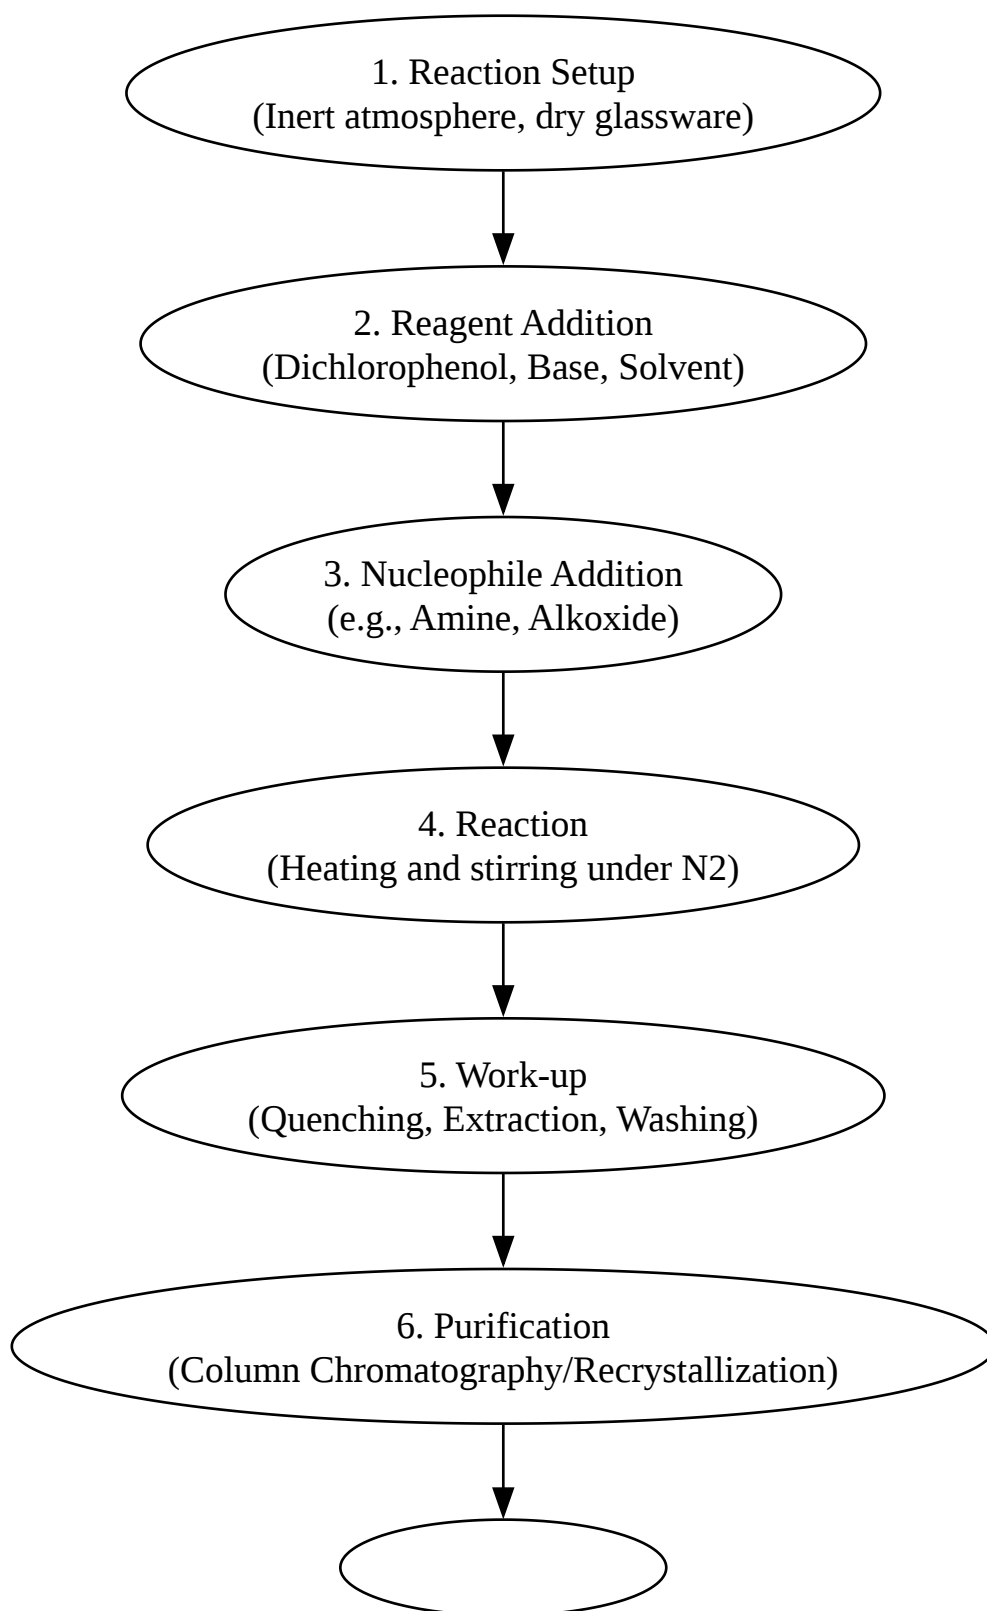 1. Reaction Setup
(Inert atmosphere, dry glassware)
2. Reagent Addition
(Dichlorophenol, Base, Solvent)
3. Nucleophile Addition
(e.g., Amine, Alkoxide)
4. Reaction
(Heating and stirring under N2)
5. Work-up
(Quenching, Extraction, Washing)
6. Purification
(Column Chromatography/Recrystallization)